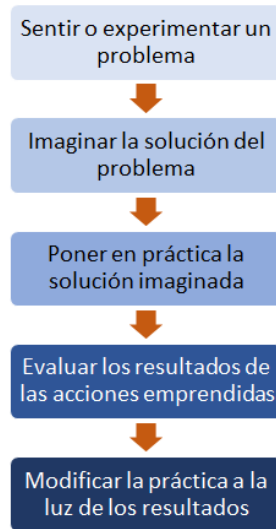 Sentir o experimentar un
problema
Imaginar la solución del
problema
Poner en práctica la
solución imaginada
Evaluar los resultados de
las acciones emprendidas
Modificar la práctica a la
luz de los resultados